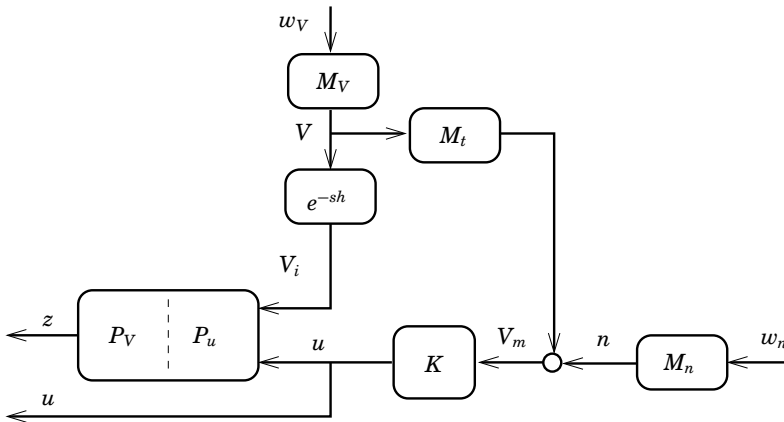 w_V
M_V
V
M_t
e^{-sh}
V_i
z
P_V
P_u
u
K
V_m
n
M_n
w_n
u